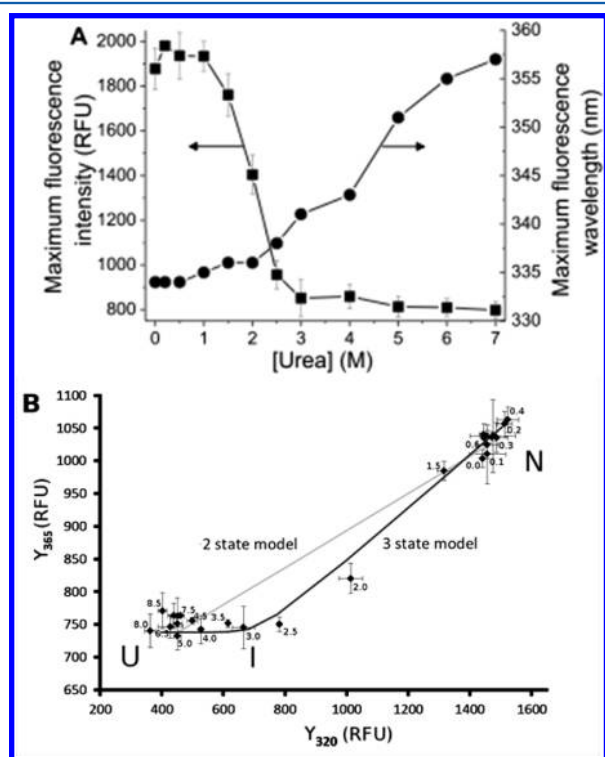 A
Maximum fluorescence
intensity (RFU)
2000
1800
1600
1400
1200
1000
800
0 1 2 3 4 5 6 7
[Urea] (M)
360
355
350
345
340
335
330
Maximum fluorescence
wavelength (nm)
B
Y365 (RFU)
1100
1050
1000
950
900
850
800
750
700
650
200 400 600 800 1000 1200 1400 1600
Y320 (RFU)
2 state model
3 state model
N
U
I
0.4
0.2
0.3
0.1
0.0
1.5
2.0
2.5
3.0
3.5
4.0
4.5
5.0
7.5
8.0
8.5